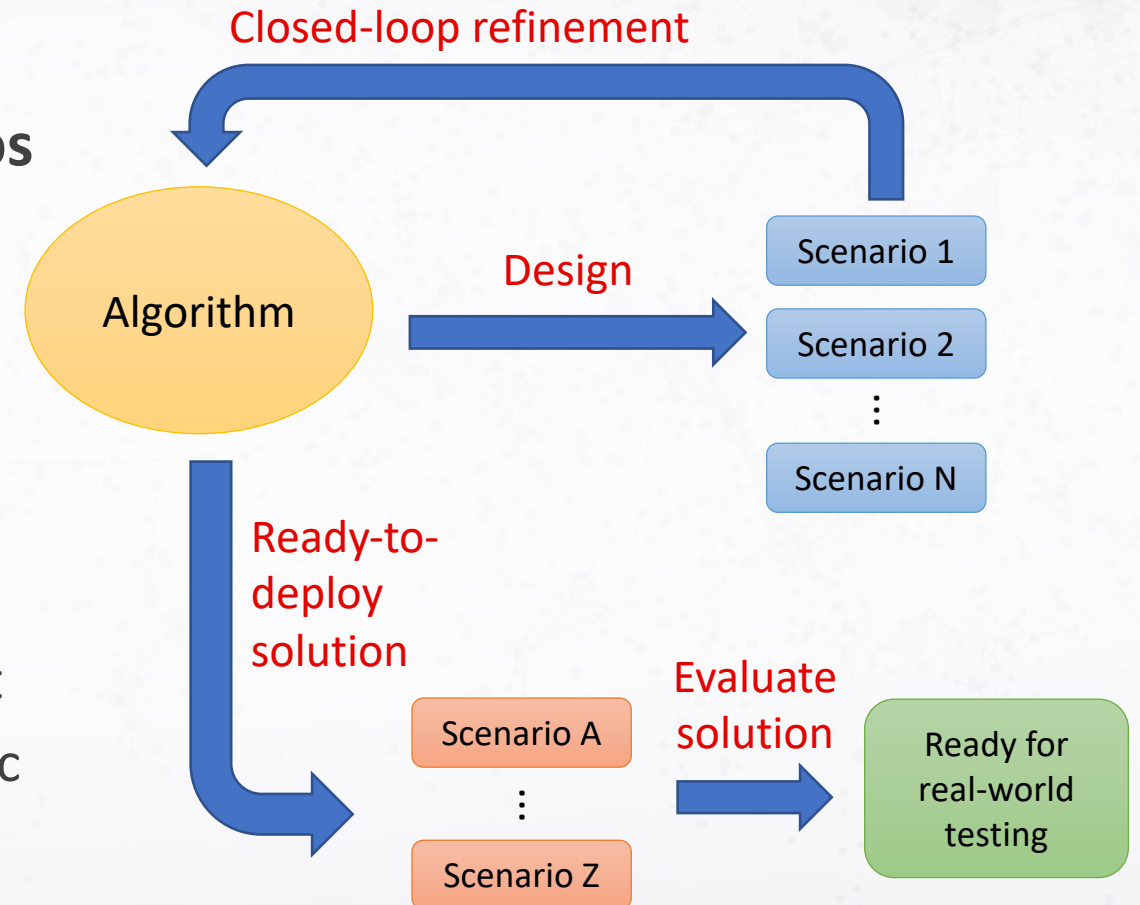 Closed-loop refinement
Algorithm
Design
Scenario 1
Scenario 2
⋮
Scenario N
Ready-to-
deploy
solution
Scenario A
⋮
Scenario Z
Evaluate
solution
Ready for
real-world
testing